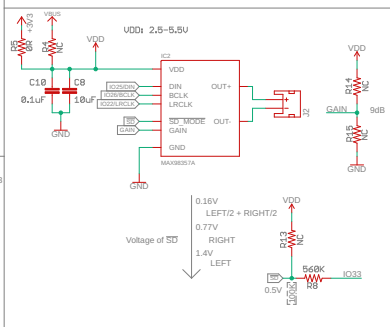 +3V3
VBUS
VDD
VDD: 2.5-5.5V
R5
0R
R4
NC
IC2
VDD
C10
C8
0.1uF
10uF
GND
IO25/DIN
DIN
IO26/BCLK
BCLK
IO22/LRCLK
LRCLK
SD
SD_MODE
GAIN
GAIN
GND
OUT+
OUT-
MAX98357A
GND
J2
VDD
R14
NC
GAIN
9dB
R15
NC
GND
0.16V
LEFT/2 + RIGHT/2
0.77V
Voltage of SD
RIGHT
1.4V
LEFT
VDD
R13
NC
560K
SD
R8
IO33
0.5V
100K